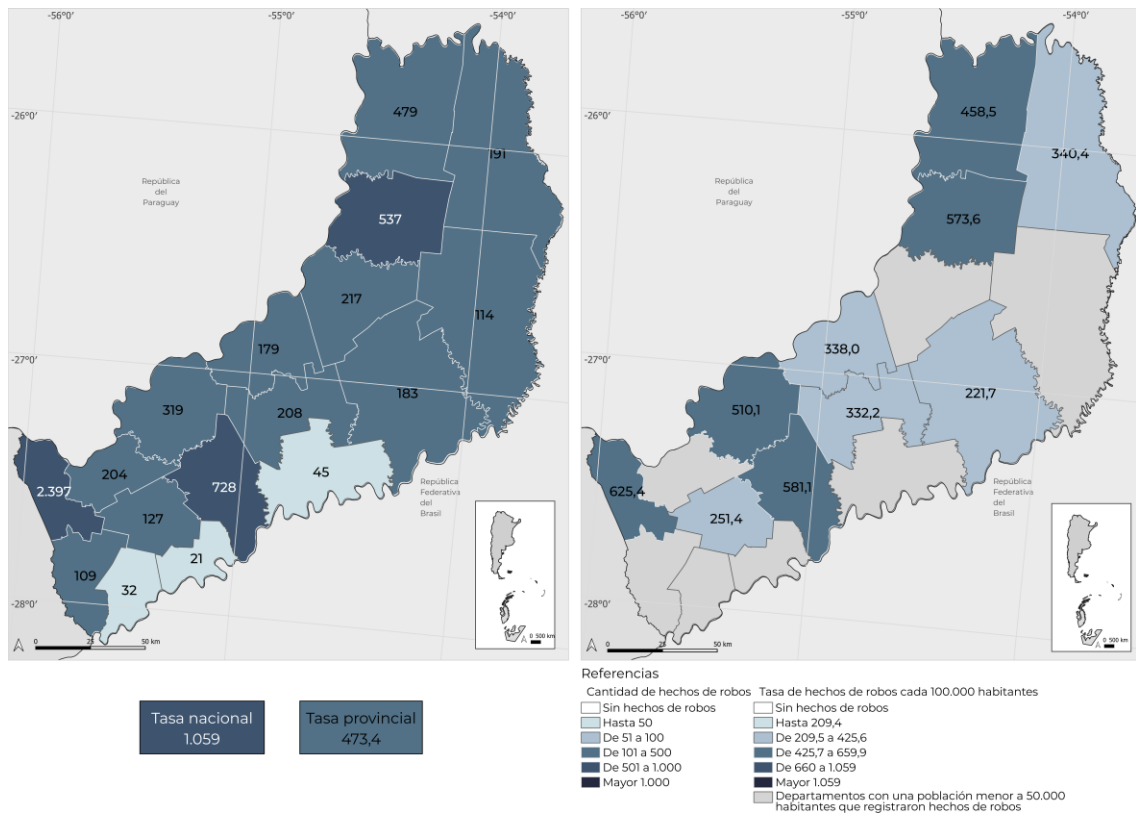 -56°0'
-55°0'
-54°0'
-26°0'
-27°0'
-28°0'
479
191
República
del
Paraguay
537
217
114
179
183
319
208
45
204
2.397
728
República
Federativa
del
Brasil
127
21
109
32
0
25
50 km
0 500 km
-56°0'
-55°0'
-54°0'
-26°0'
-27°0'
-28°0'
458,5
340,4
República
del
Paraguay
573,6
338,0
221,7
510,1
332,2
625,4
581,1
República
Federativa
del
Brasil
251,4
0
25
50 km
0 500 km
Tasa nacional
1.059
Tasa provincial
473,4
Referencias
Cantidad de hechos de robos
Sin hechos de robos
Hasta 50
De 51 a 100
De 101 a 500
De 501 a 1.000
Mayor 1.000
Tasa de hechos de robos cada 100.000 habitantes
Sin hechos de robos
Hasta 209,4
De 209,5 a 425,6
De 425,7 a 659,9
De 660 a 1.059
Mayor 1.059
Departamentos con una población menor a 50.000
habitantes que registraron hechos de robos